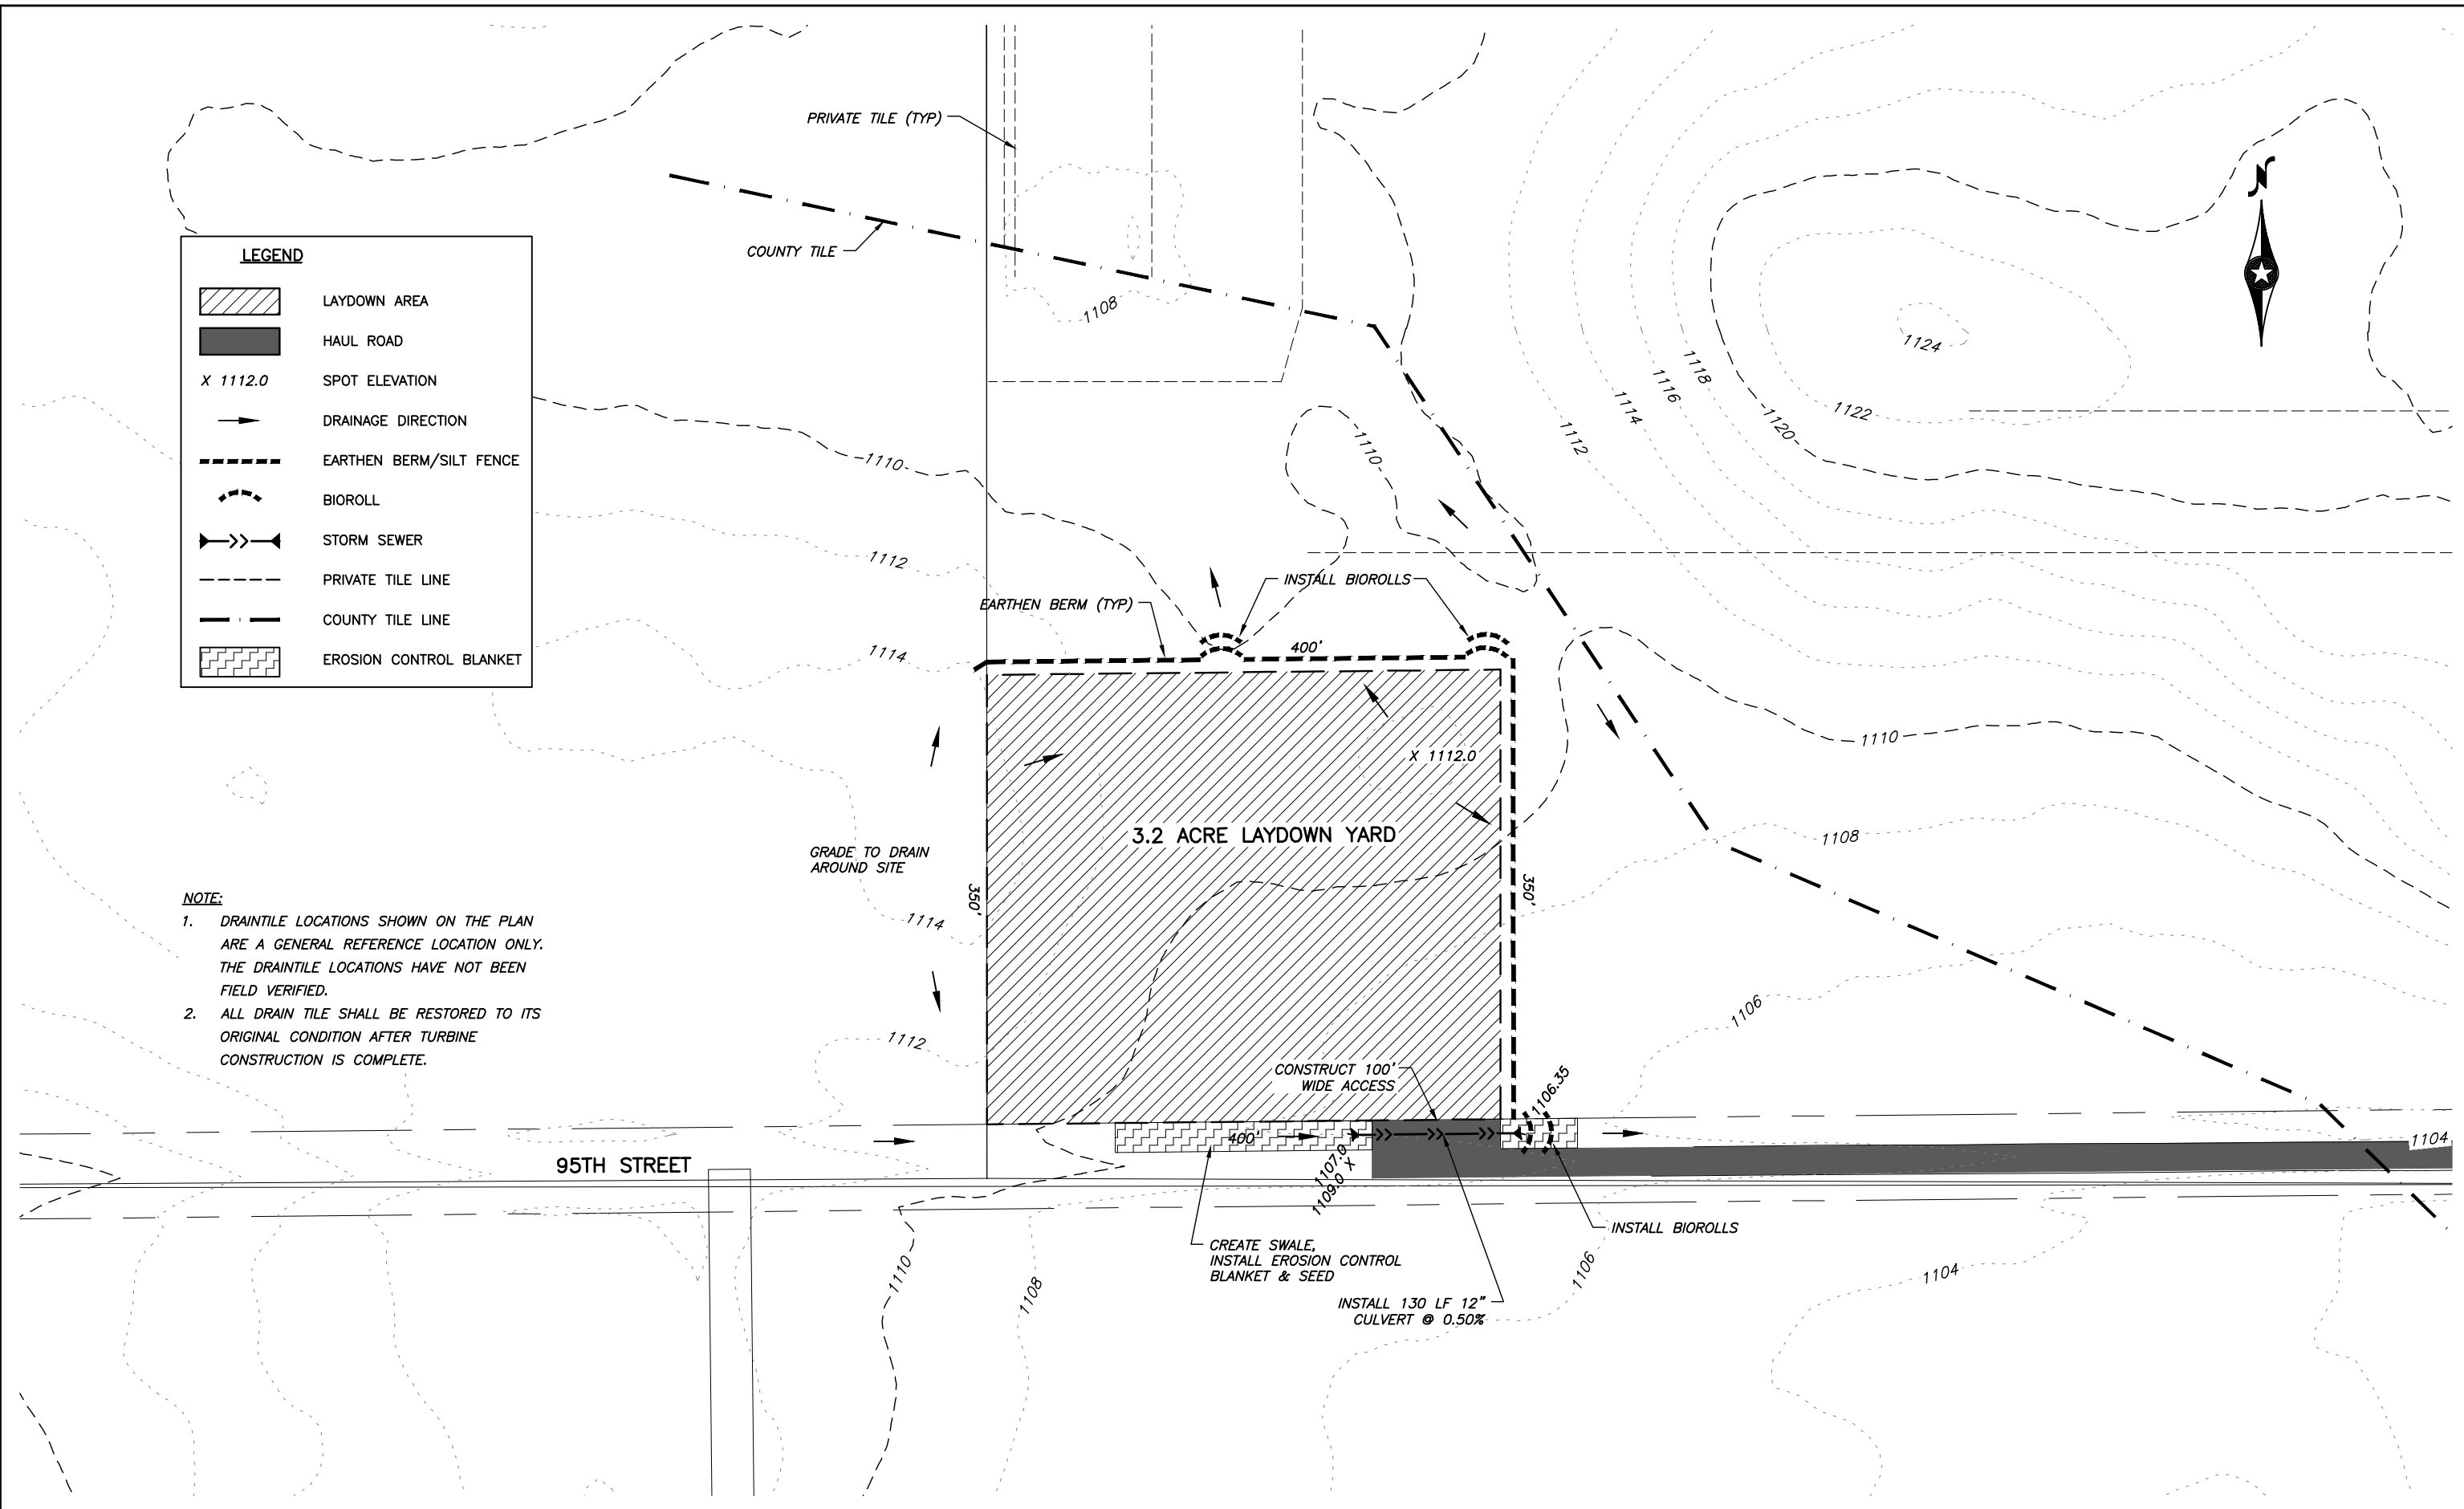 PRIVATE TILE (TYP)
COUNTY TILE
1108
N
LEGEND
LAYDOWN AREA
HAUL ROAD
X 1112.0 SPOT ELEVATION
DRAINAGE DIRECTION
EARTHEN BERM/SILT FENCE
BIOROLL
STORM SEWER
PRIVATE TILE LINE
COUNTY TILE LINE
EROSION CONTROL BLANKET
1124
1122
1120
1118
1116
1114
1112
1110
1110
1112
1114
INSTALL BIOROLLS
EARTHEN BERM (TYP)
400'
X 1112.0
1110
3.2 ACRE LAYDOWN YARD
1108
GRADE TO DRAIN
AROUND SITE
350'
350'
1114
NOTE:
1. DRAINTILE LOCATIONS SHOWN ON THE PLAN
ARE A GENERAL REFERENCE LOCATION ONLY.
THE DRAINTILE LOCATIONS HAVE NOT BEEN
FIELD VERIFIED.
2. ALL DRAIN TILE SHALL BE RESTORED TO ITS
ORIGINAL CONDITION AFTER TURBINE
CONSTRUCTION IS COMPLETE.
1106
1112
CONSTRUCT 100'
WIDE ACCESS
1106.35
400'
1104
95TH STREET
1107.0
1109.0 X
INSTALL BIOROLLS
CREATE SWALE,
INSTALL EROSION CONTROL
BLANKET & SEED
1110
1108
1106
1104
INSTALL 130 LF 12"
CULVERT @ 0.50%